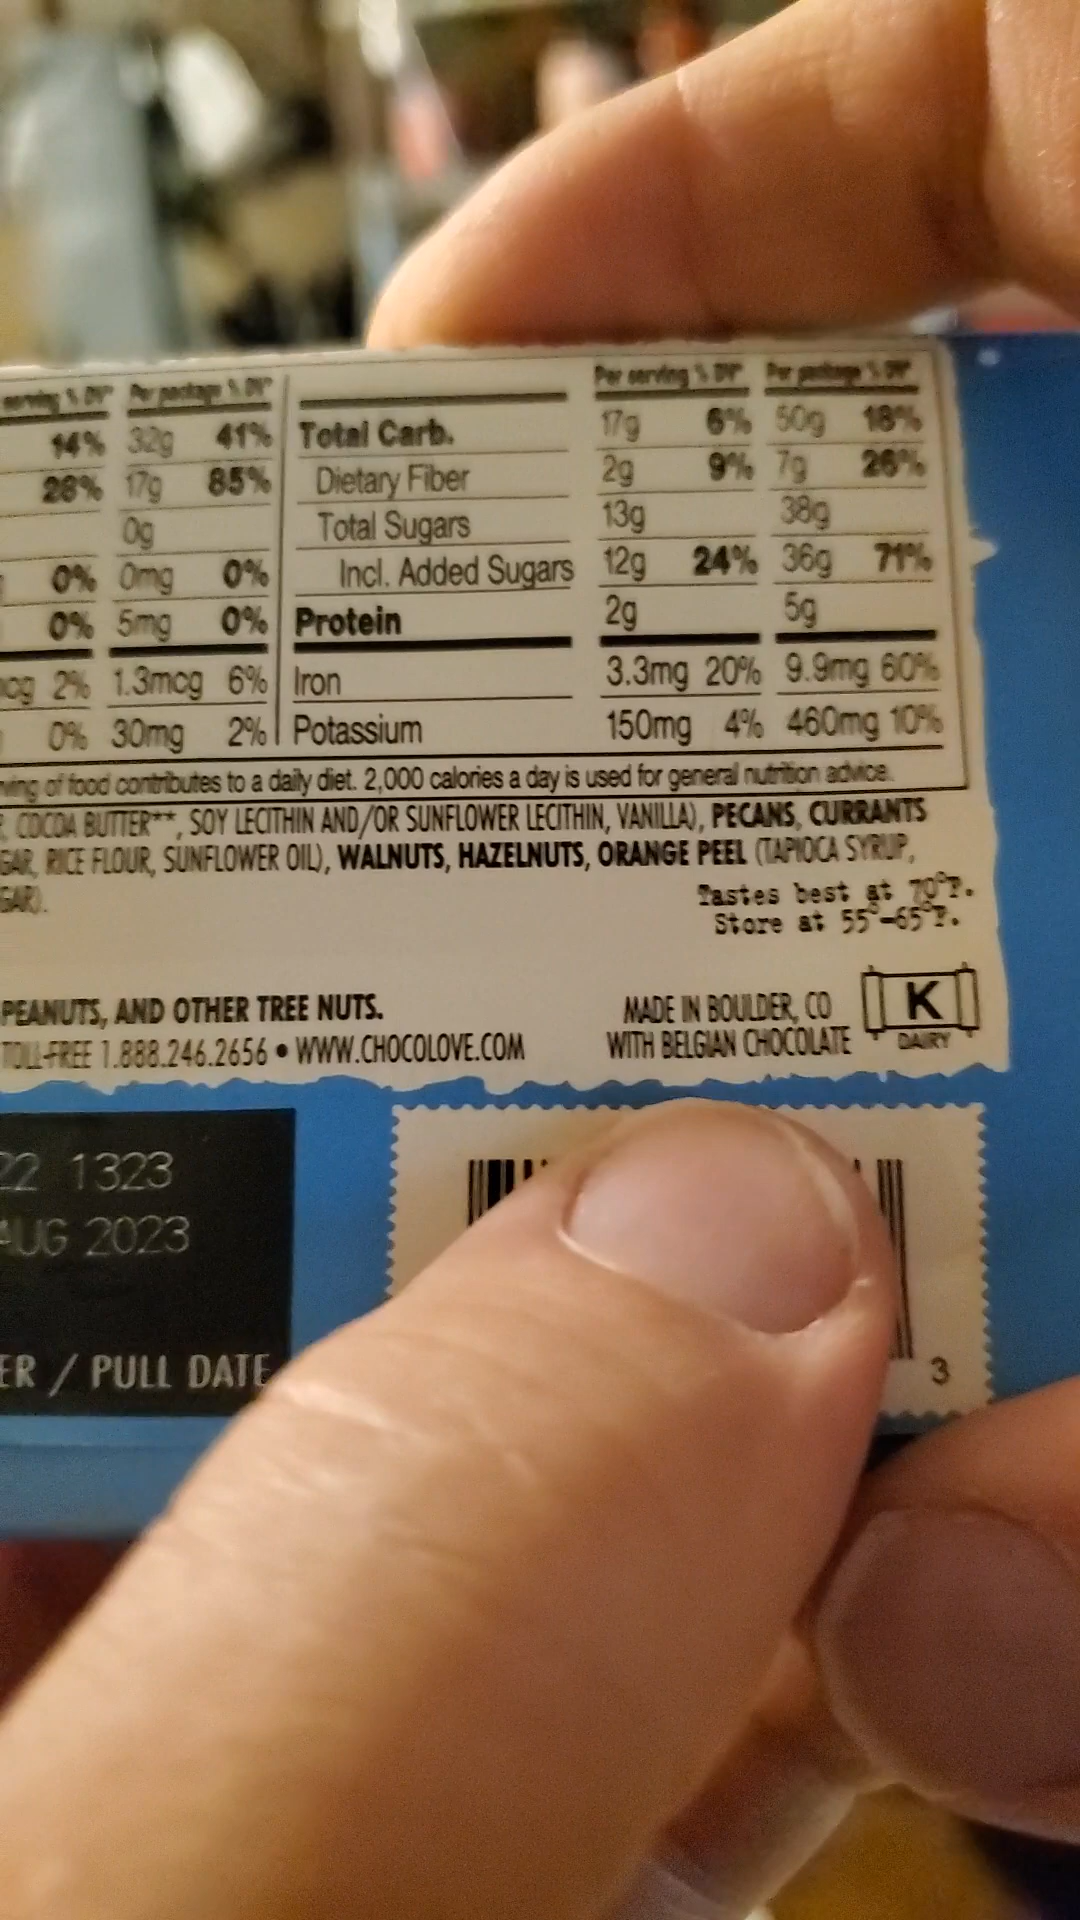 serving % DV* Per package % DV*
Per serving % DV* Per package % DV*
14% 32g 41% Total Carb. 17g 6% 50g 18%
28% 17g 85% Dietary Fiber 2g 9% 7g 26%
0g Total Sugars 13g 38g
0% 0mg 0% Incl. Added Sugars 12g 24% 36g 71%
0% 5mg 0% Protein 2g 5g
2% 1.3mcg 6% Iron 3.3mg 20% 9.9mg 60%
0% 30mg 2% Potassium 150mg 4% 460mg 10%
of food contributes to a daily diet. 2,000 calories a day is used for general nutrition advice.
COCOA BUTTER**, SOY LECITHIN AND/OR SUNFLOWER LECITHIN, VANILLA), PECANS, CURRANTS
RICE FLOUR, SUNFLOWER OIL), WALNUTS, HAZELNUTS, ORANGE PEEL (TAPIOCA SYRUP,
GAR).
Tastes best at 70°F.
Store at 55°-65°F.
PEANUTS, AND OTHER TREE NUTS.
TOLL-FREE 1.888.246.2656 • WWW.CHOCOLOVE.COM
MADE IN BOULDER, CO
WITH BELGIAN CHOCOLATE
K
DAIRY
22 1323
AUG 2023
ER / PULL DATE
3